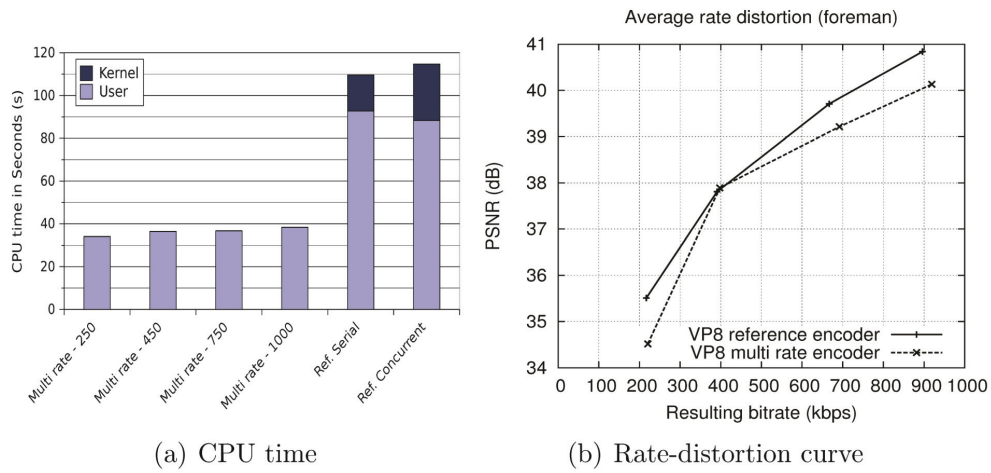 120
100
80
60
40
20
0
CPU time in Seconds (s)
Kernel
User
Multi rate - 250
Multi rate - 450
Multi rate - 750
Multi rate - 1000
Ref. Serial
Ref. Concurrent
(a) CPU time
Average rate distortion (foreman)
41
40
39
38
37
36
35
34
PSNR (dB)
VP8 reference encoder
VP8 multi rate encoder
0 100 200 300 400 500 600 700 800 900 1000
Resulting bitrate (kbps)
(b) Rate-distortion curve